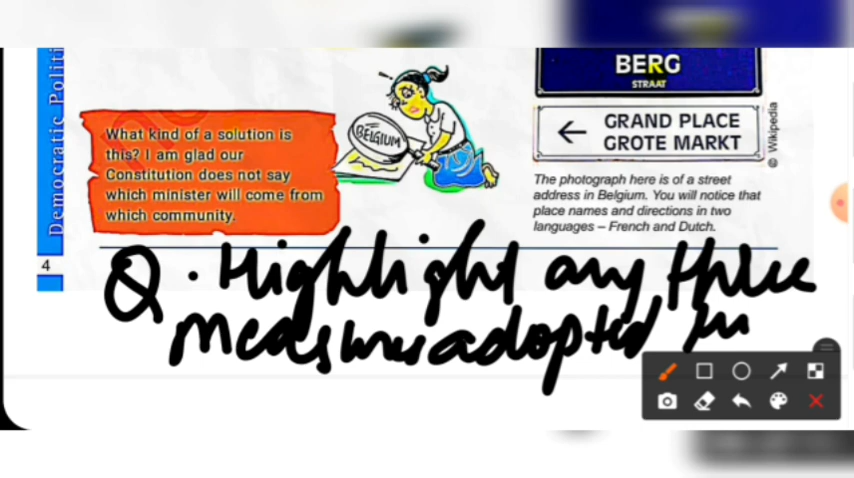 BERG
STRAAT
GRAND PLACE
GROTE MARKT
© Wikipedia
Democratic Politi
What kind of a solution is
this? I am glad our
Constitution does not say
which minister will come from
which community.
BELGIUM
The photograph here is of a street
address in Belgium. You will notice that
place names and directions in two
languages – French and Dutch.
4
Q. Highlight any three
measures adopted in